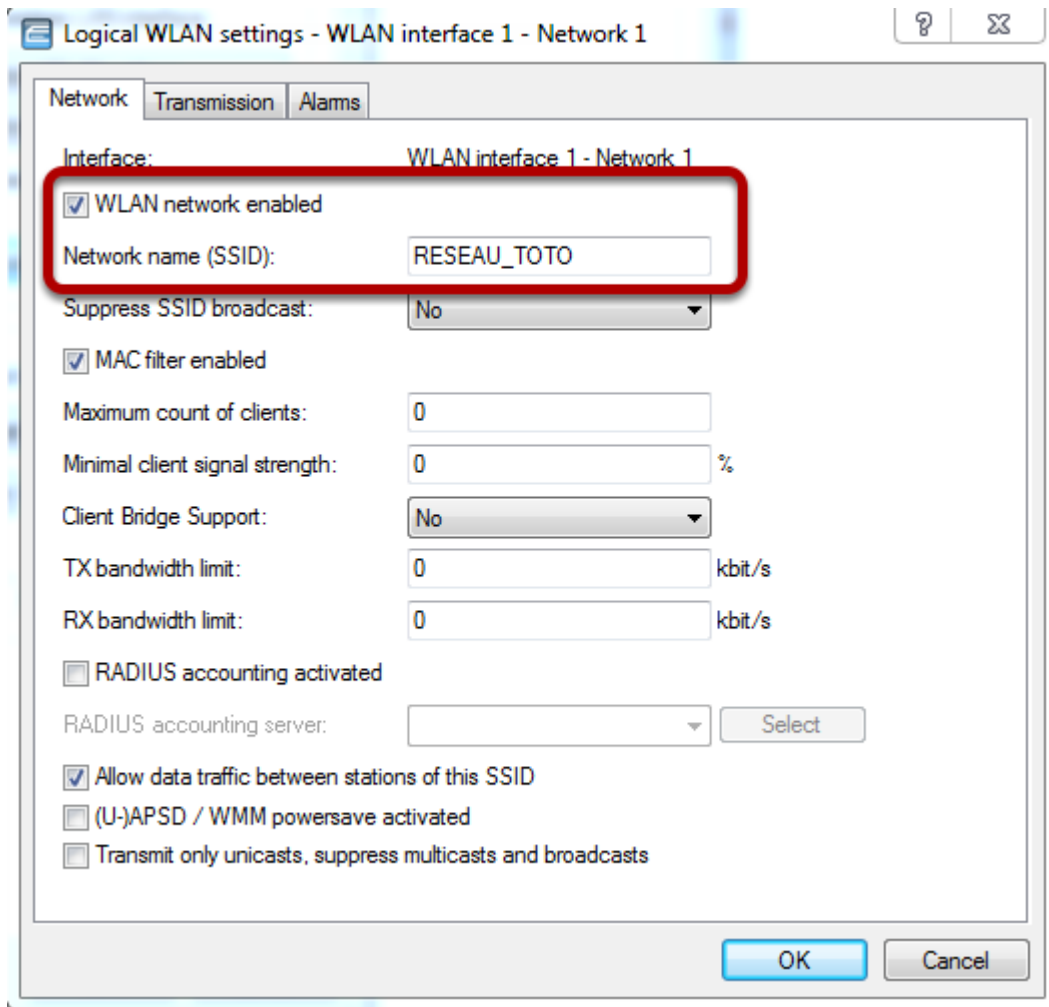 Logical WLAN settings - WLAN interface 1 - Network 1
Network Transmission Alarms
Interface: WLAN interface 1 - Network 1
WLAN network enabled
Network name (SSID): RESEAU_TOTO
Suppress SSID broadcast: No
MAC filter enabled
Maximum count of clients: 0
Minimal client signal strength: 0 %
Client Bridge Support: No
TX bandwidth limit: 0 kbit/s
RX bandwidth limit: 0 kbit/s
RADIUS accounting activated
RADIUS accounting server: Select
Allow data traffic between stations of this SSID
(U-)APSD / WMM powersave activated
Transmit only unicasts, suppress multicasts and broadcasts
OK Cancel